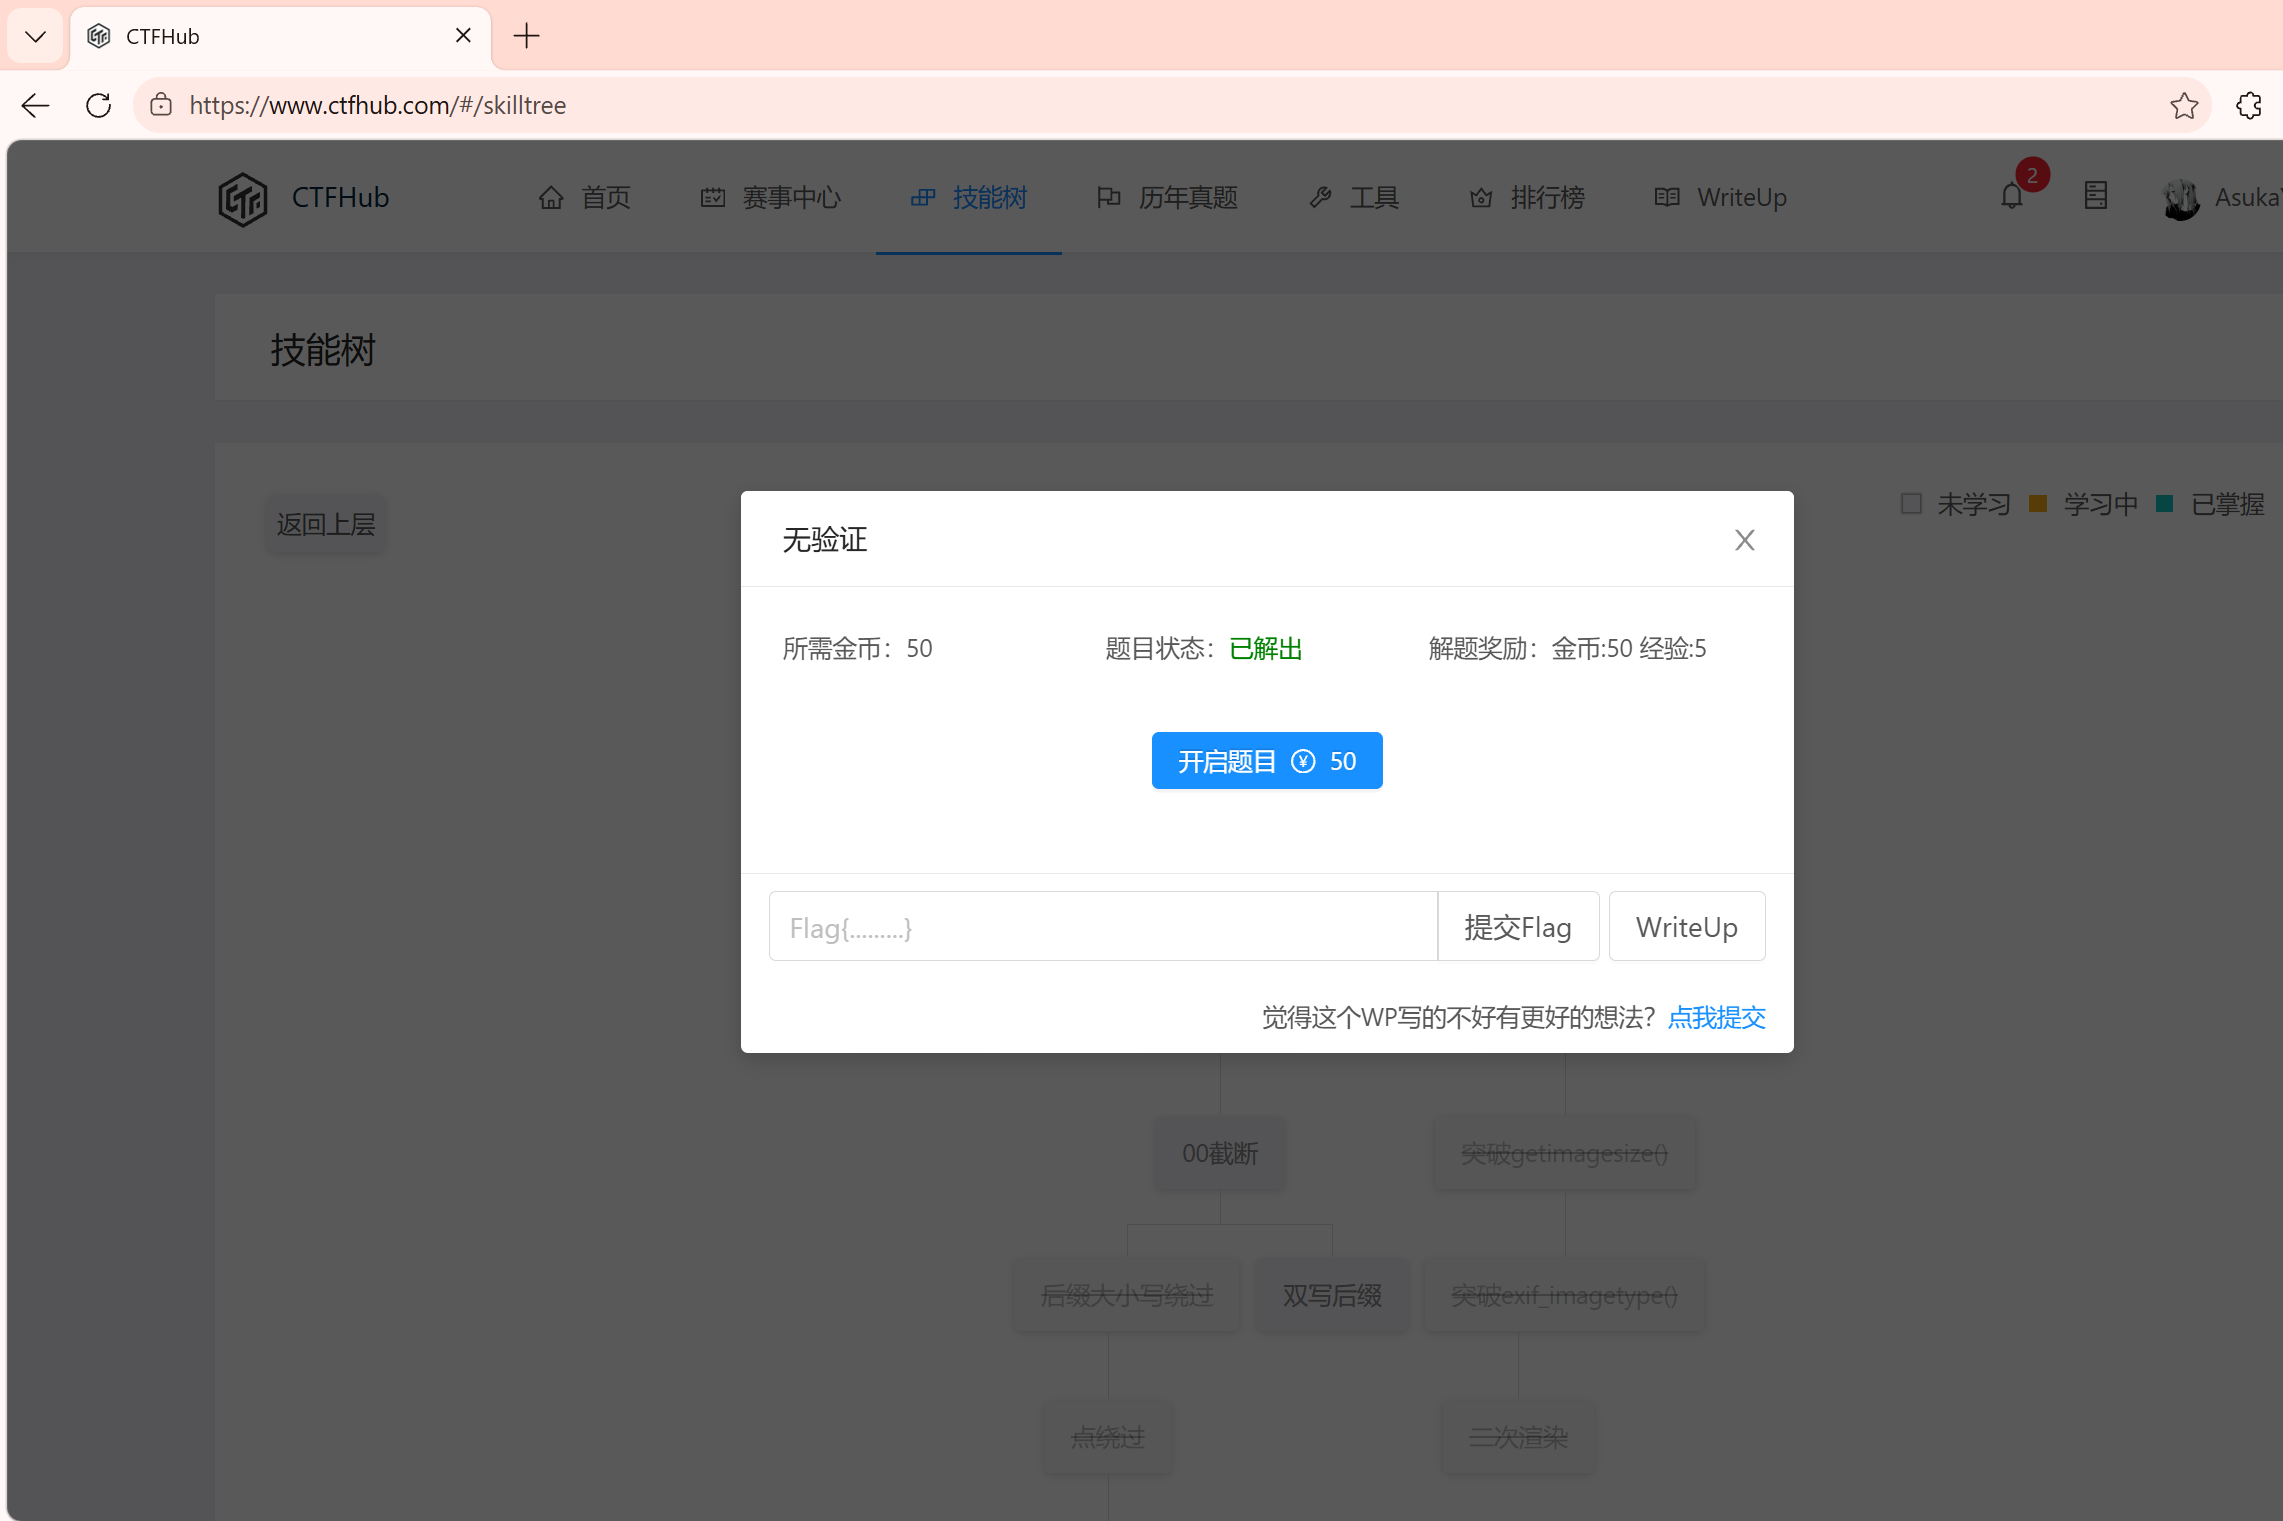 CTFHub
https://www.ctfhub.com/#/skilltree
CTFHub 首页 赛事中心 技能树 历年真题 工具 排行榜 WriteUp 2 Asuka
技能树
返回上层
未学习 学习中 已掌握
无验证
所需金币：50 题目状态：已解出 解题奖励：金币:50 经验:5
开启题目 ¥ 50
Flag{.........} 提交Flag WriteUp
觉得这个WP写的不好有更好的想法？点我提交
00截断 突破getimagesize()
后缀大小写绕过 双写后缀 突破exif_imagetype()
点绕过 二次渲染